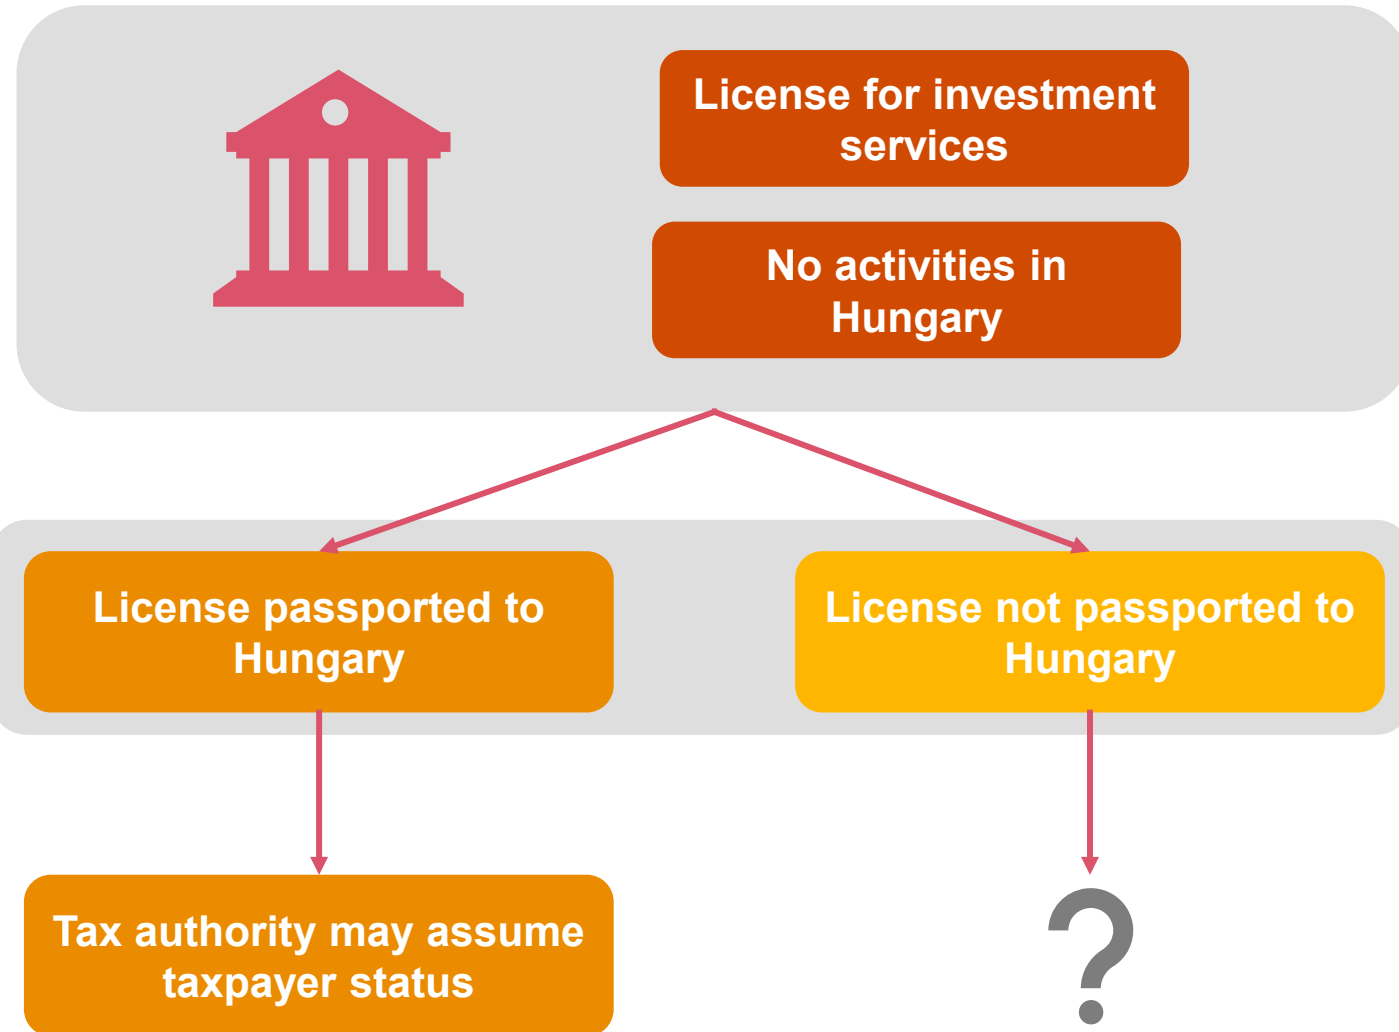 License for investment
services
No activities in
Hungary
License passported to
Hungary
License not passported to
Hungary
Tax authority may assume
taxpayer status
?